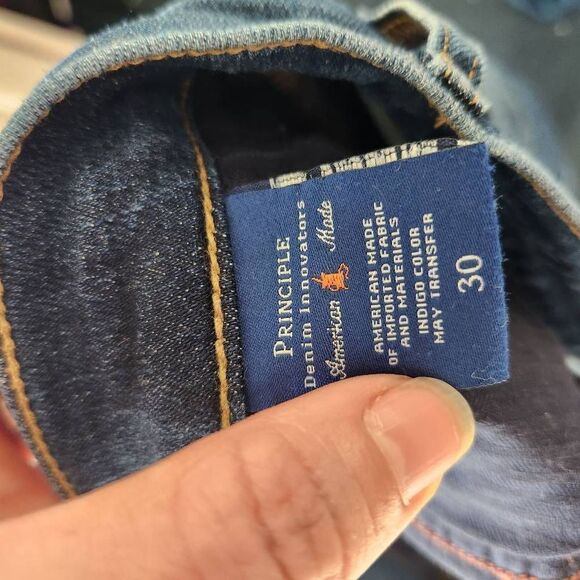 PRINCIPLE
Denim Innovators
American Made
AMERICAN MADE
OF IMPORTED FABRIC
AND MATERIALS
INDIGO COLOR
MAY TRANSFER
30